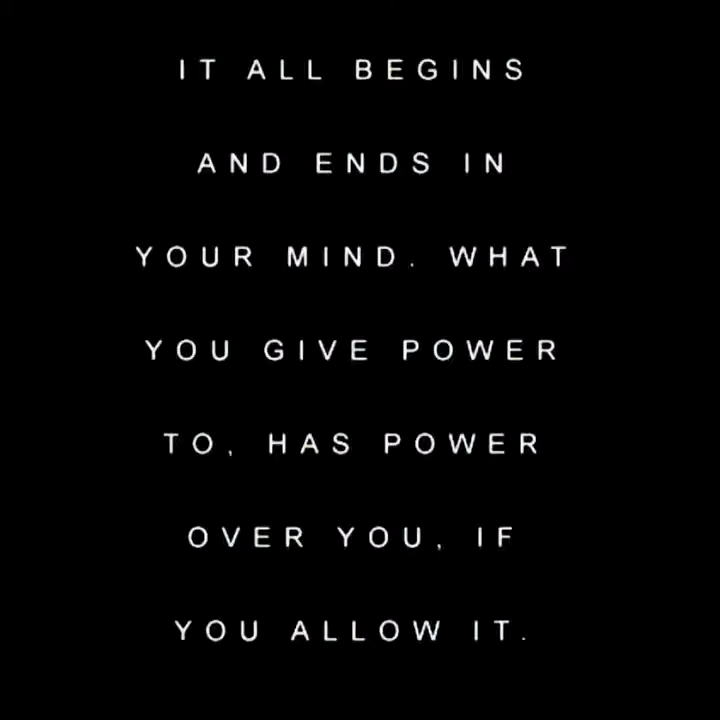 IT ALL BEGINS
AND ENDS IN
YOUR MIND. WHAT
YOU GIVE POWER
TO, HAS POWER
OVER YOU, IF
YOU ALLOW IT.